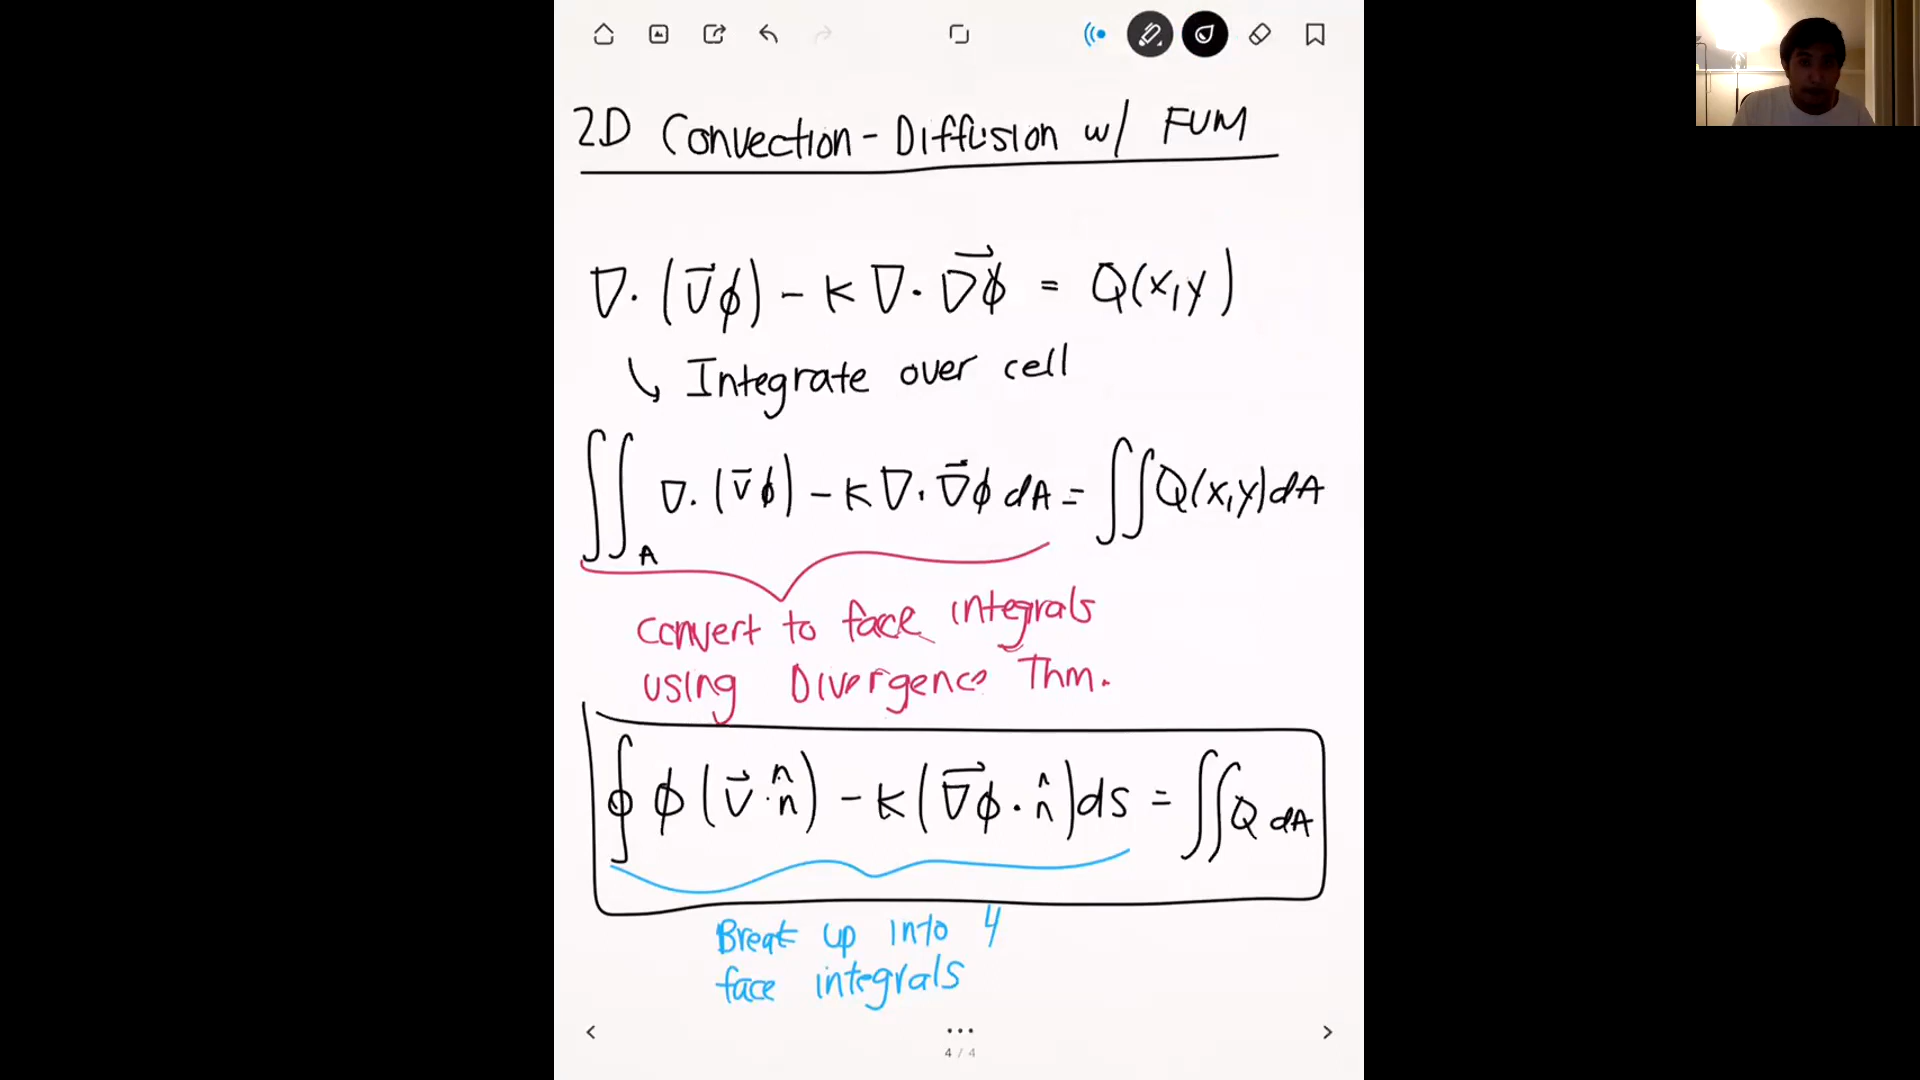 2D Convection-Diffusion w/ FVM
∇·(v⃗ϕ) − K∇·∇⃗ϕ = Q(x,y)
↳ Integrate over cell
∬_A ∇·(v⃗ϕ) − K∇·∇⃗ϕ dA = ∬Q(x,y)dA
convert to face integrals
using Divergence Thm.
∮ϕ(v⃗·n̂) − K(∇⃗ϕ·n̂)ds = ∬Q dA
Break up into 4
face integrals
4 / 4